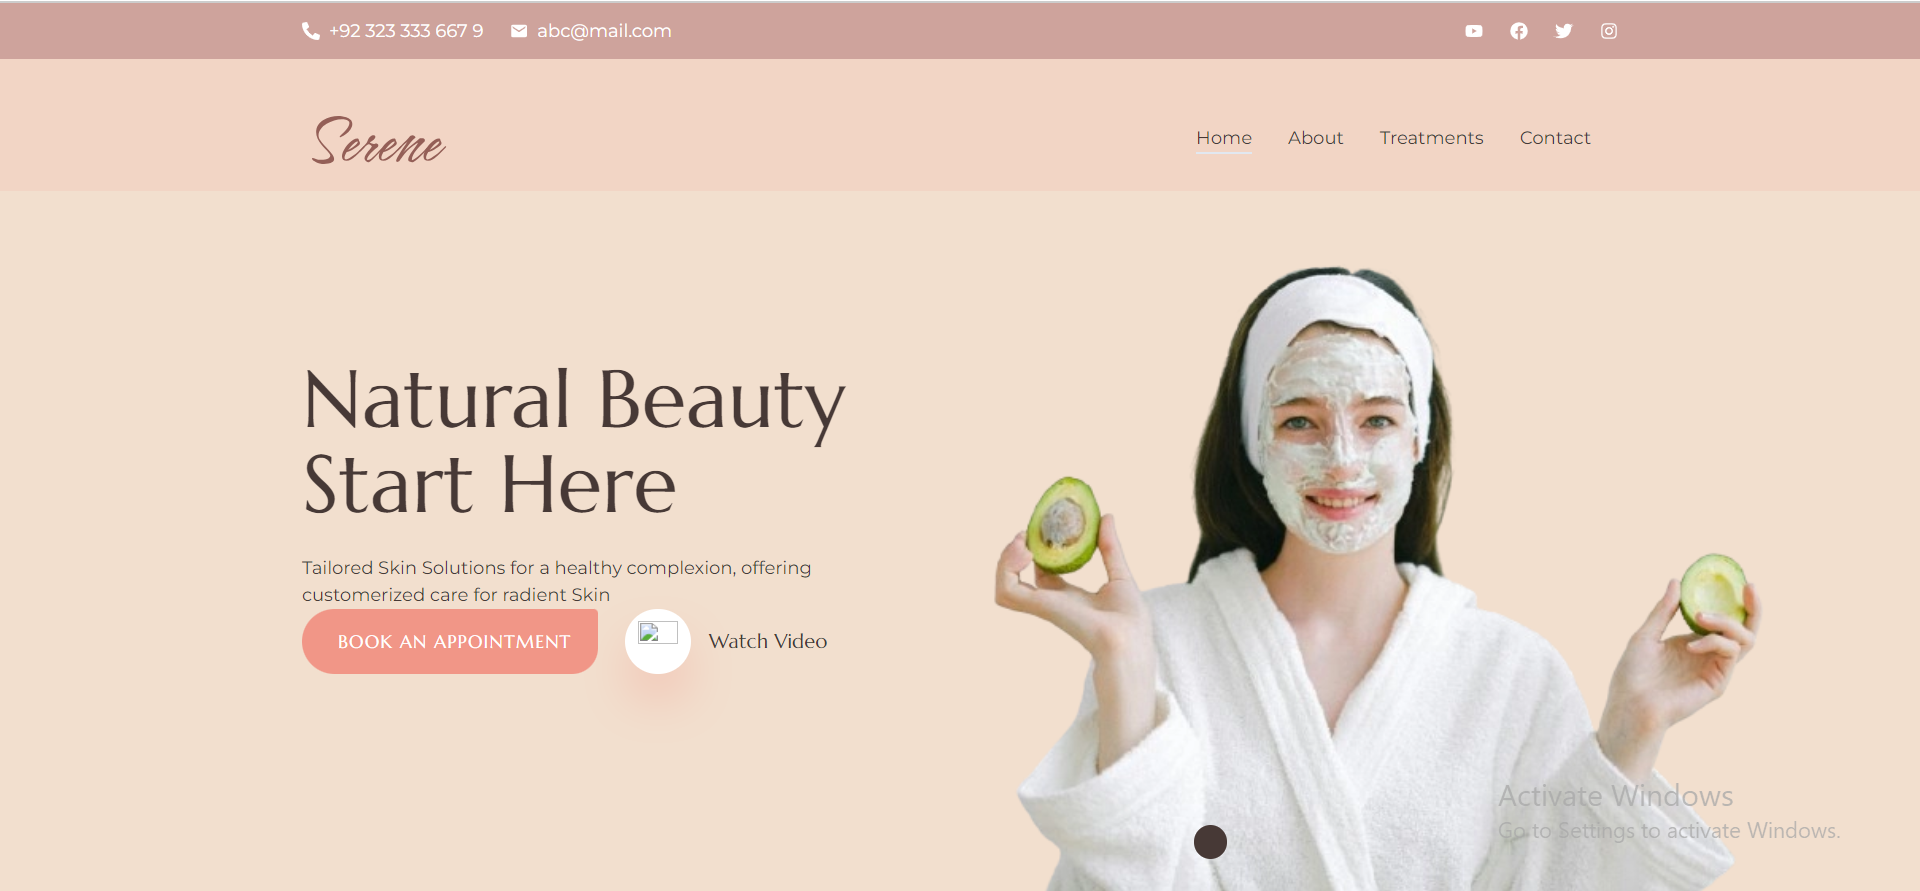 +92 323 333 667 9 abc@mail.com
Serene
Home About Treatments Contact
Natural Beauty
Start Here
Tailored Skin Solutions for a healthy complexion, offering
customerized care for radient Skin
BOOK AN APPOINTMENT Watch Video
Activate Windows
Go to Settings to activate Windows.